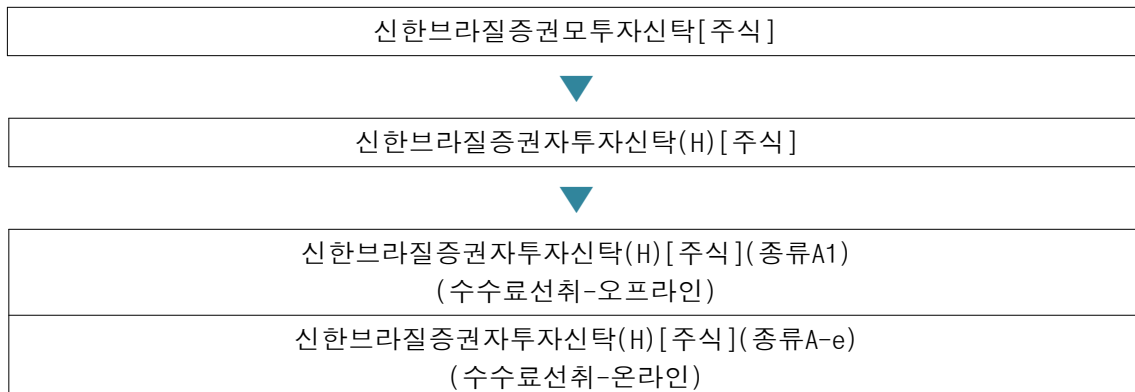 신한브라질증권모투자신탁[주식]
신한브라질증권자투자신탁(H)[주식]
신한브라질증권자투자신탁(H)[주식](종류A1)
(수수료선취-오프라인)
신한브라질증권자투자신탁(H)[주식](종류A-e)
(수수료선취-온라인)